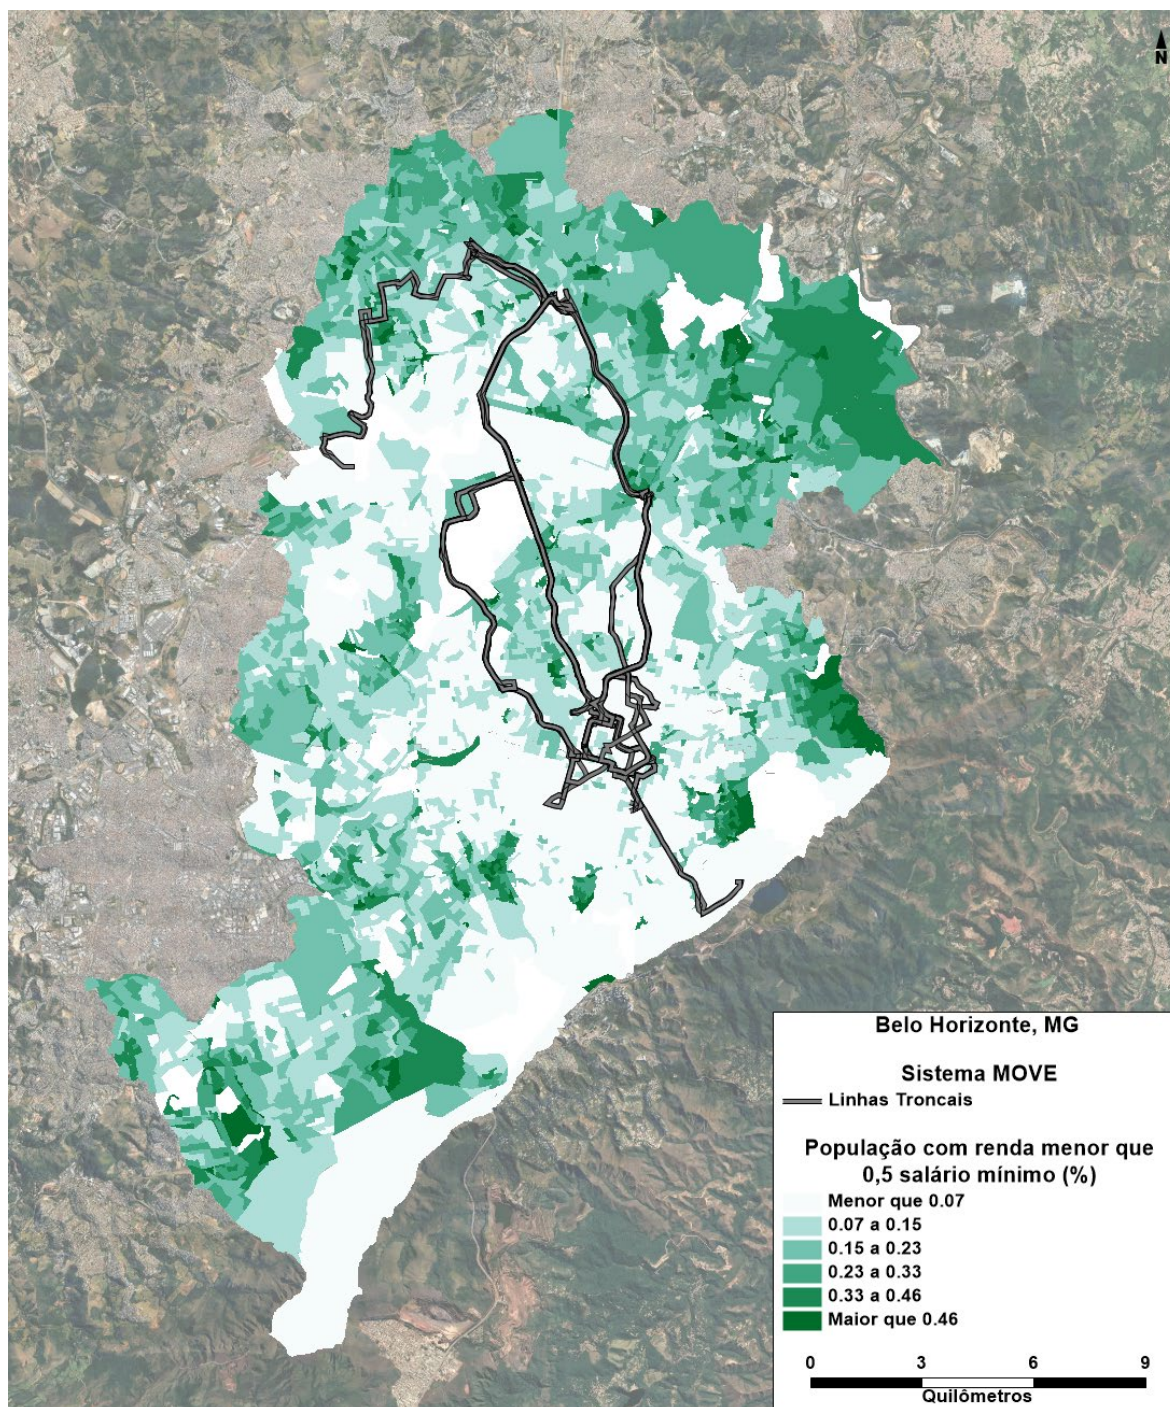 N
Belo Horizonte, MG
Sistema MOVE
Linhas Troncais
População com renda menor que
0,5 salário mínimo (%)
Menor que 0.07
0.07 a 0.15
0.15 a 0.23
0.23 a 0.33
0.33 a 0.46
Maior que 0.46
0 3 6 9
Quilômetros